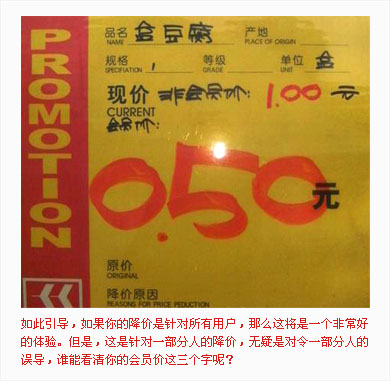 PROMOTION
品名 盒豆腐 产地
NAME PLACE OF ORIGIN
规格 等级 单位 盒
SPECIFIATION GRADE UNIT
现价 非会员价: 1.00 元
CURRENT
会员价:
0.50元
原价
ORIGINAL
降价原因
REASONS FOR PRICE PEDUCTION
如此引导，如果你的降价是针对所有用户，那么这将是一个非常好
的体验。但是，这是针对一部分人的降价，无疑是对令一部分人的
误导，谁能看清你的会员价这三个字呢？